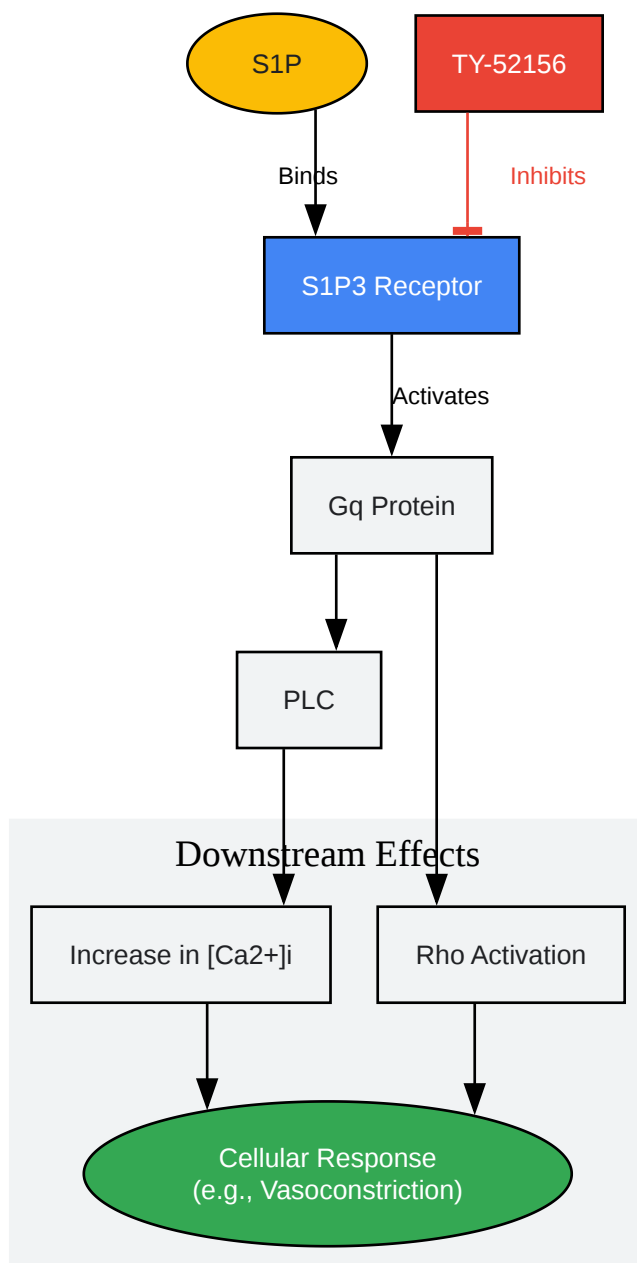 S1P
TY-52156
Binds
Inhibits
S1P3 Receptor
Activates
Gq Protein
PLC
Downstream Effects
Increase in [Ca2+]i
Rho Activation
Cellular Response
(e.g., Vasoconstriction)